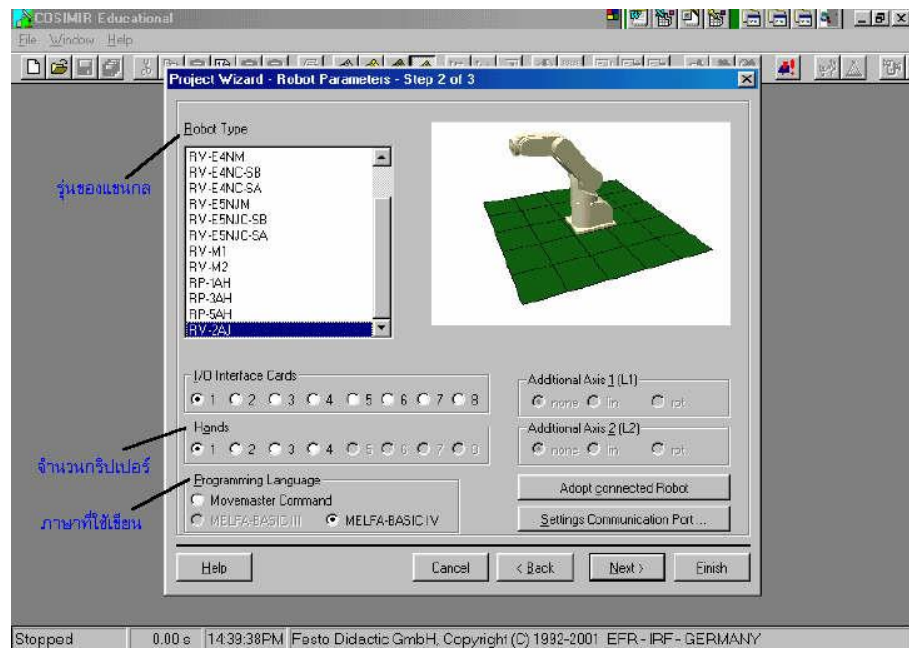 COSIMIR Educational
File Window Help
Project Wizard - Robot Parameters - Step 2 of 3
Robot Type
RV-E4NM
RV-E4NC-SB
RV-E4NC-SA
RV-E5NJM
RV-E5NJC-SB
RV-E5NJC-SA
RV-M1
RV-M2
RP-1AH
RP-3AH
RP-5AH
RV-2AJ
รุ่นของแขนกล
I/O Interface Cards
1 2 3 4 5 6 7 8
Additional Axis 1 (L1)
none lin rot
Hands
1 2 3 4 5 6 7 8
Additional Axis 2 (L2)
none lin rot
จำนวนกริปเปอร์
Programming Language
Movemaster Command
MELFA-BASIC III MELFA-BASIC IV
ภาษาที่ใช้เขียน
Adopt connected Robot
Settings Communication Port ...
Help Cancel < Back Next > Finish
Stopped 0.00 s 14:39:38PM Festo Didactic GmbH, Copyright (C) 1992-2001 EFR - IRF - GERMANY